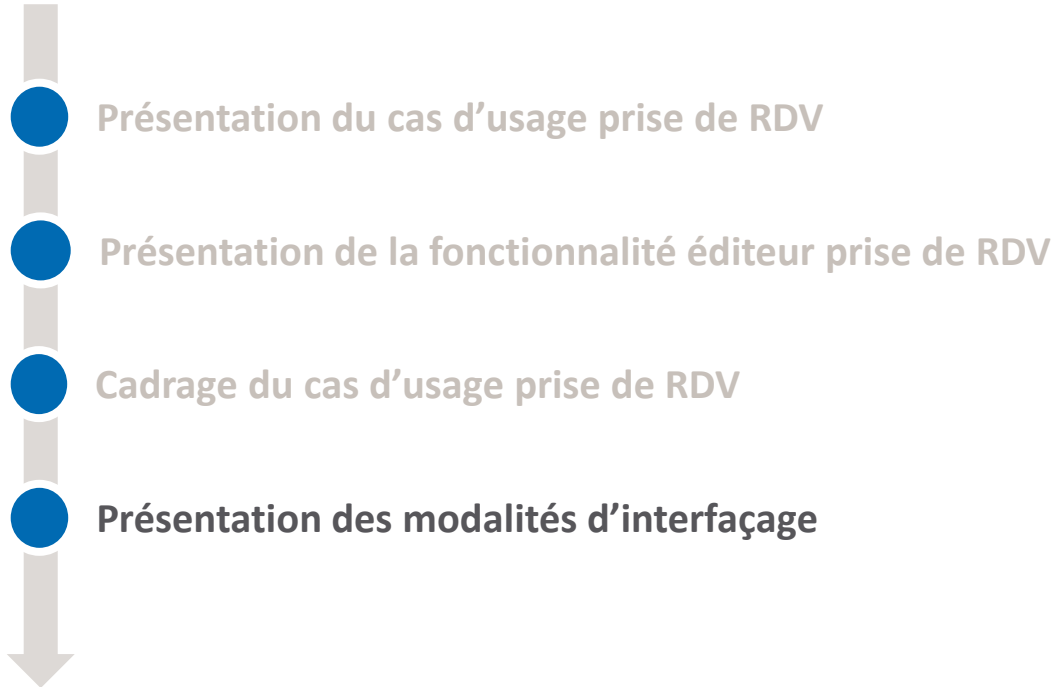 Présentation du cas d’usage prise de RDV
Présentation de la fonctionnalité éditeur prise de RDV
Cadrage du cas d’usage prise de RDV
Présentation des modalités d’interfaçage